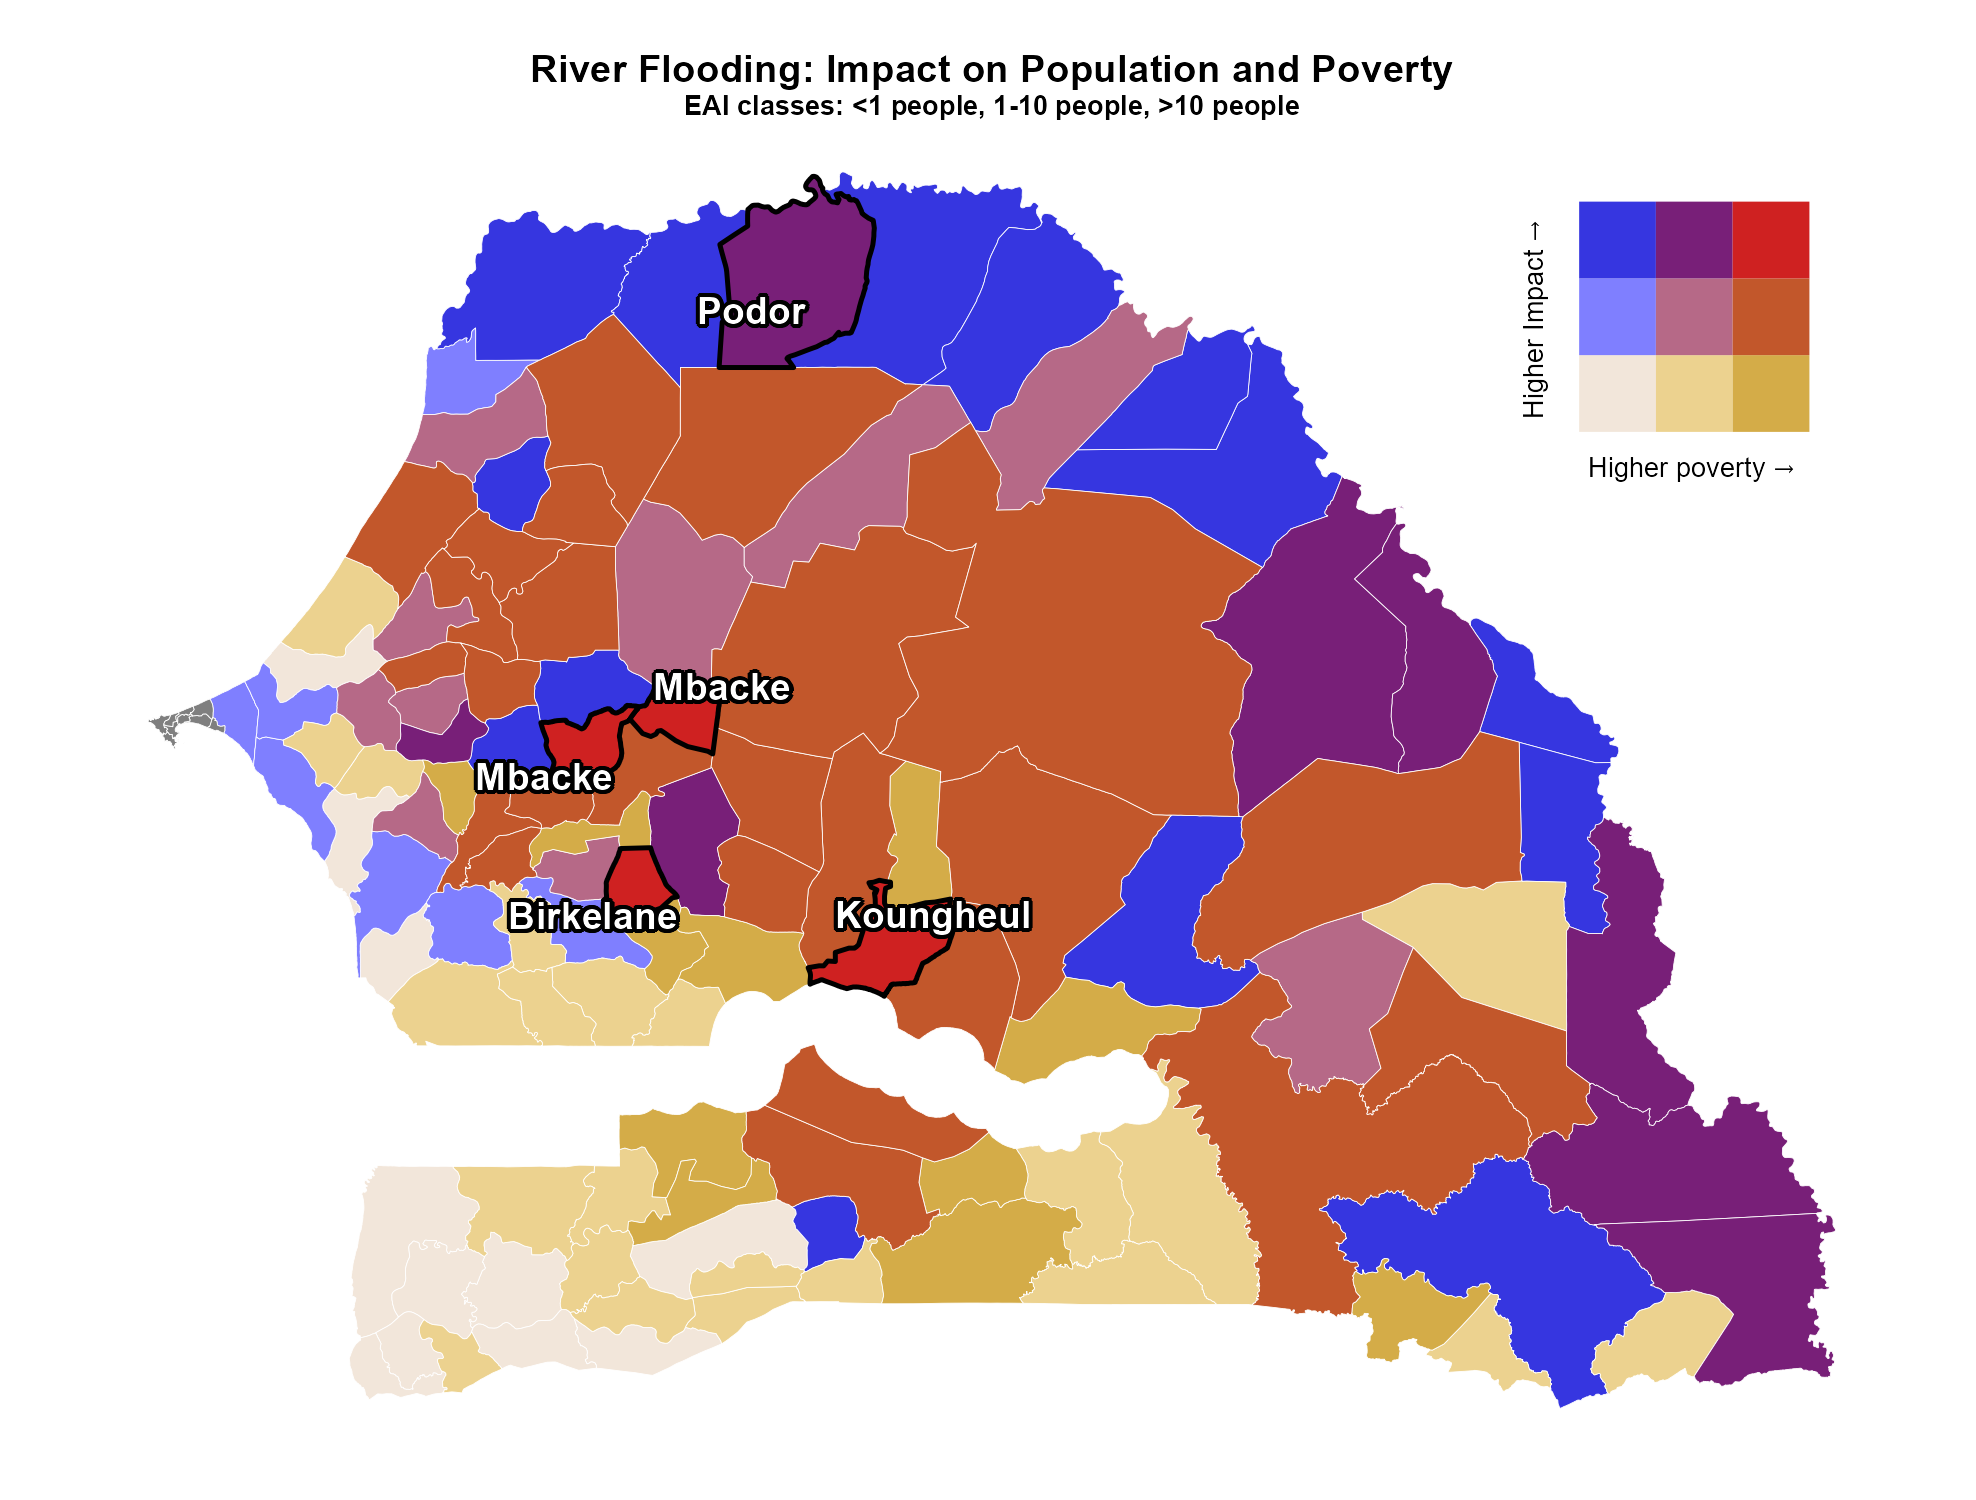 River Flooding: Impact on Population and Poverty
EAI classes: <1 people, 1-10 people, >10 people
Podor
Higher Impact →
Higher poverty →
Mbacke
Mbacke
Birkelane
Koungheul